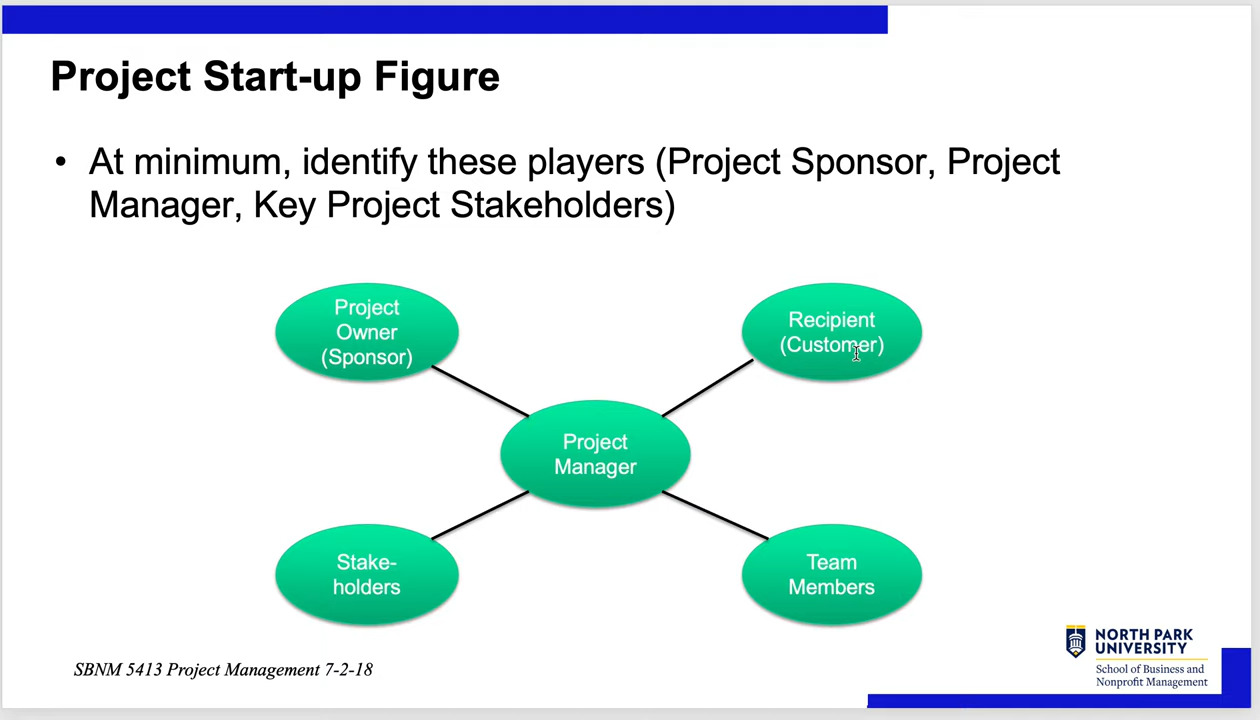 Project Start-up Figure
• At minimum, identify these players (Project Sponsor, Project
Manager, Key Project Stakeholders)
Project
Owner
(Sponsor)
Recipient
(Customer)
Project
Manager
Stake-
holders
Team
Members
SBNM 5413 Project Management 7-2-18
NORTH PARK
UNIVERSITY
School of Business and
Nonprofit Management